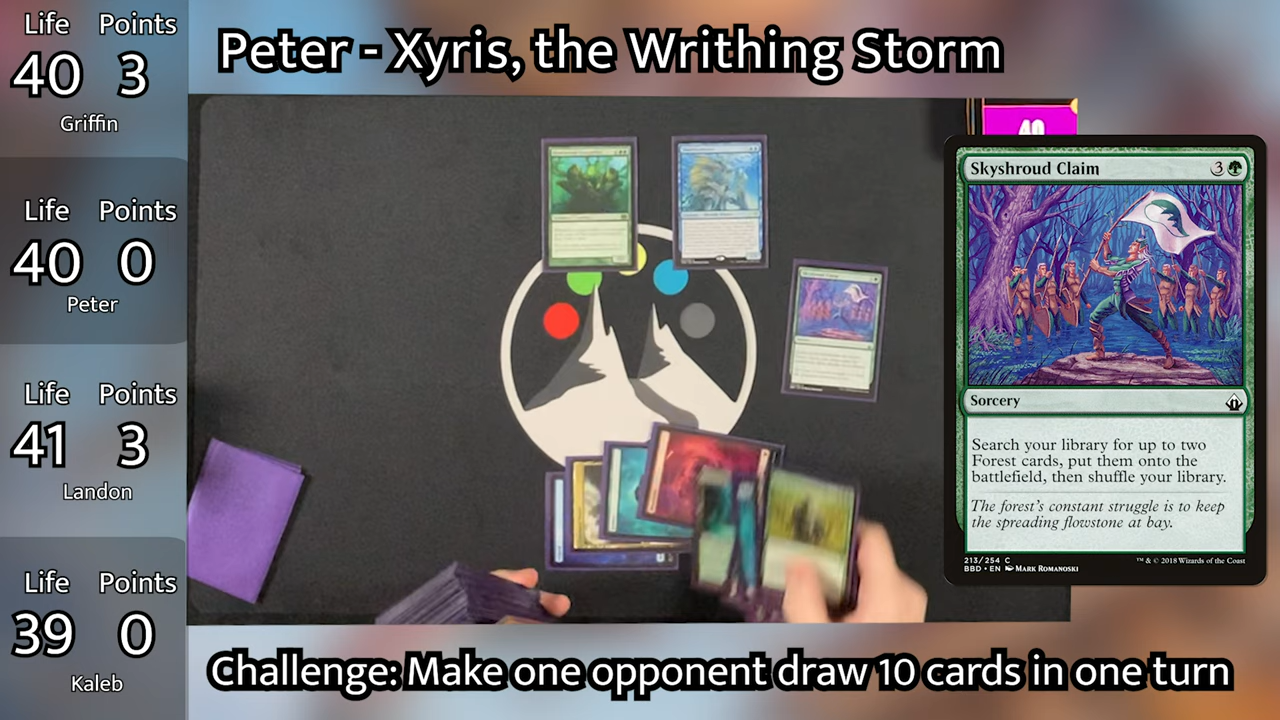 Life Points
40 3
Griffin
Life Points
40 0
Peter
Life Points
41 3
Landon
Life Points
39 0
Kaleb
Peter - Xyris, the Writhing Storm
40
Skyshroud Claim 3
Sorcery
Search your library for up to two
Forest cards, put them onto the
battlefield, then shuffle your library.
The forest's constant struggle is to keep
the spreading flowstone at bay.
213/254 C
BBD • EN Mark Romanoski
™ & © 2018 Wizards of the Coast
Challenge: Make one opponent draw 10 cards in one turn